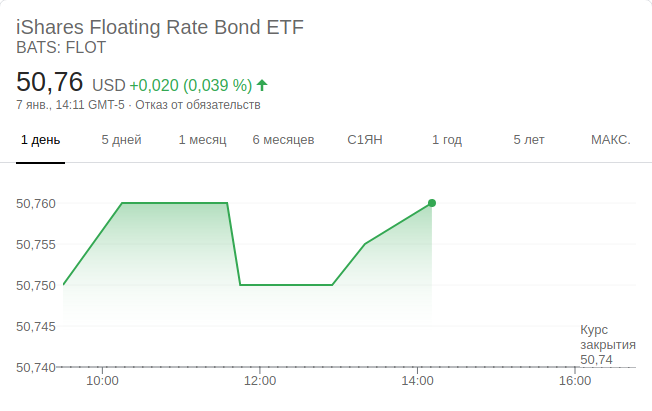 iShares Floating Rate Bond ETF
BATS: FLOT
50,76 USD +0,020 (0,039 %)
7 янв., 14:11 GMT-5 · Отказ от обязательств
1 день 5 дней 1 месяц 6 месяцев С1ЯН 1 год 5 лет МАКС.
50,760
50,755
50,750
50,745
Курс
закрытия
50,74
50,740
10:00 12:00 14:00 16:00